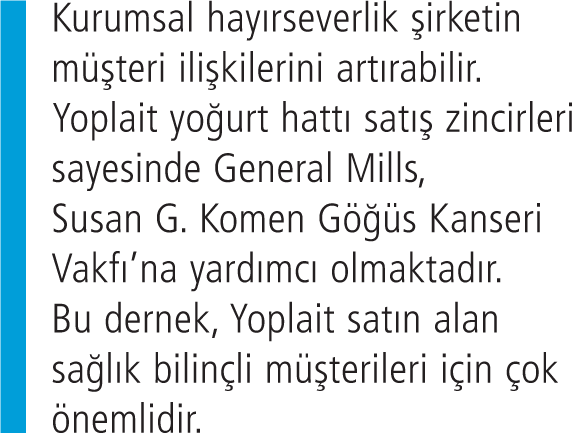 Kurumsal hayırseverlik şirketin
müşteri ilişkilerini artırabilir.
Yoplait yoğurt hattı satış zincirleri
sayesinde General Mills,
Susan G. Komen Göğüs Kanseri
Vakfı’na yardımcı olmaktadır.
Bu dernek, Yoplait satın alan
sağlık bilinçli müşterileri için çok
önemlidir.